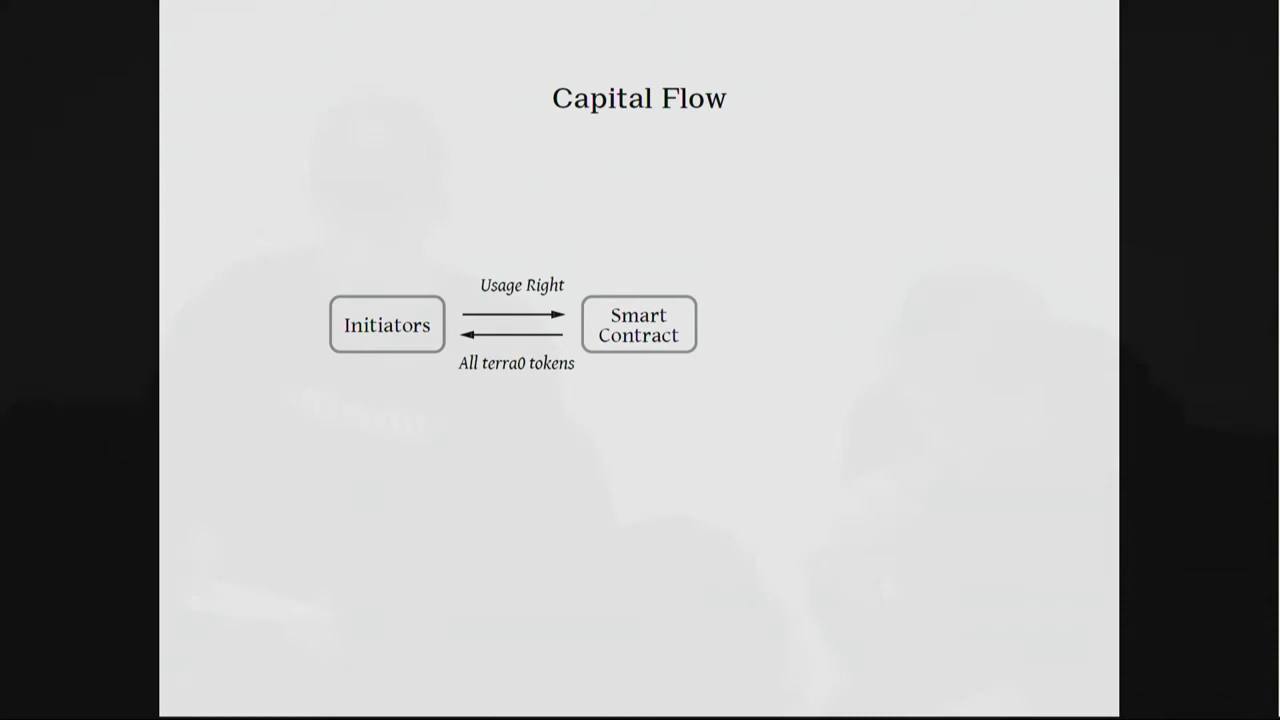 Capital Flow
Usage Right
Initiators
Smart
Contract
All terra0 tokens